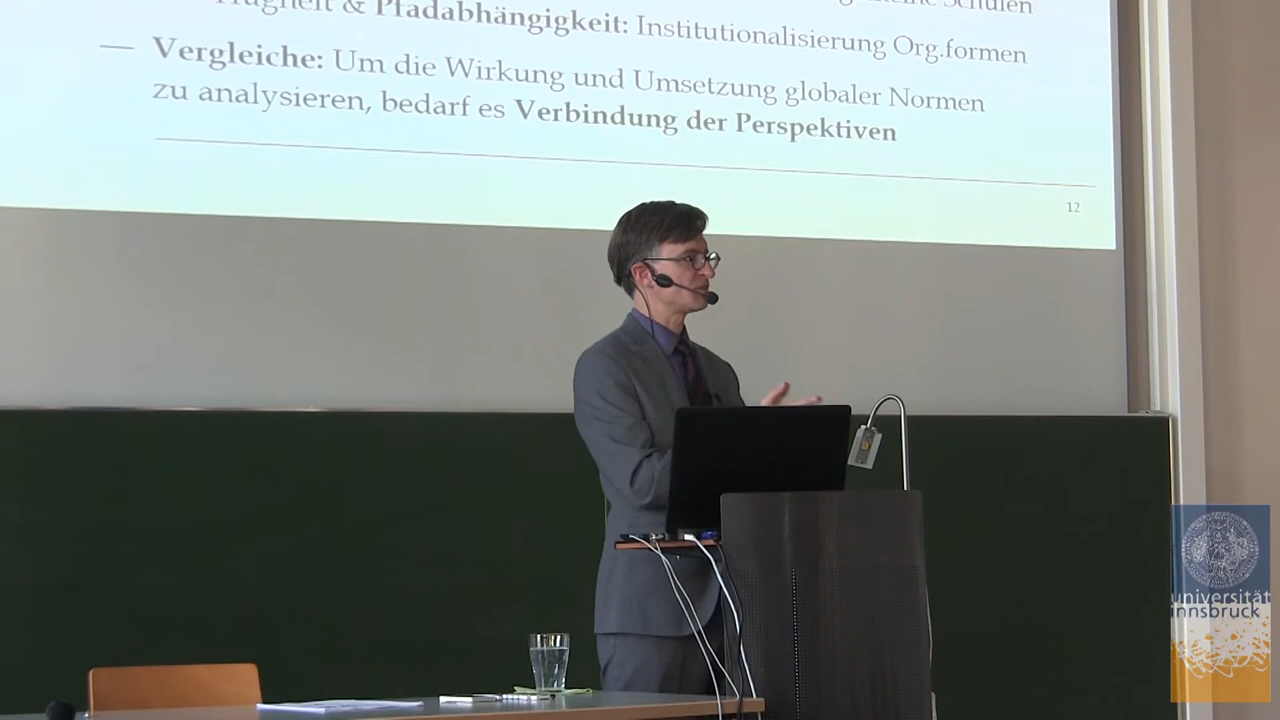 & Pfadabhängigkeit: Institutionalisierung Org.formen
— Vergleiche: Um die Wirkung und Umsetzung globaler Normen
zu analysieren, bedarf es Verbindung der Perspektiven
12
universität
innsbruck